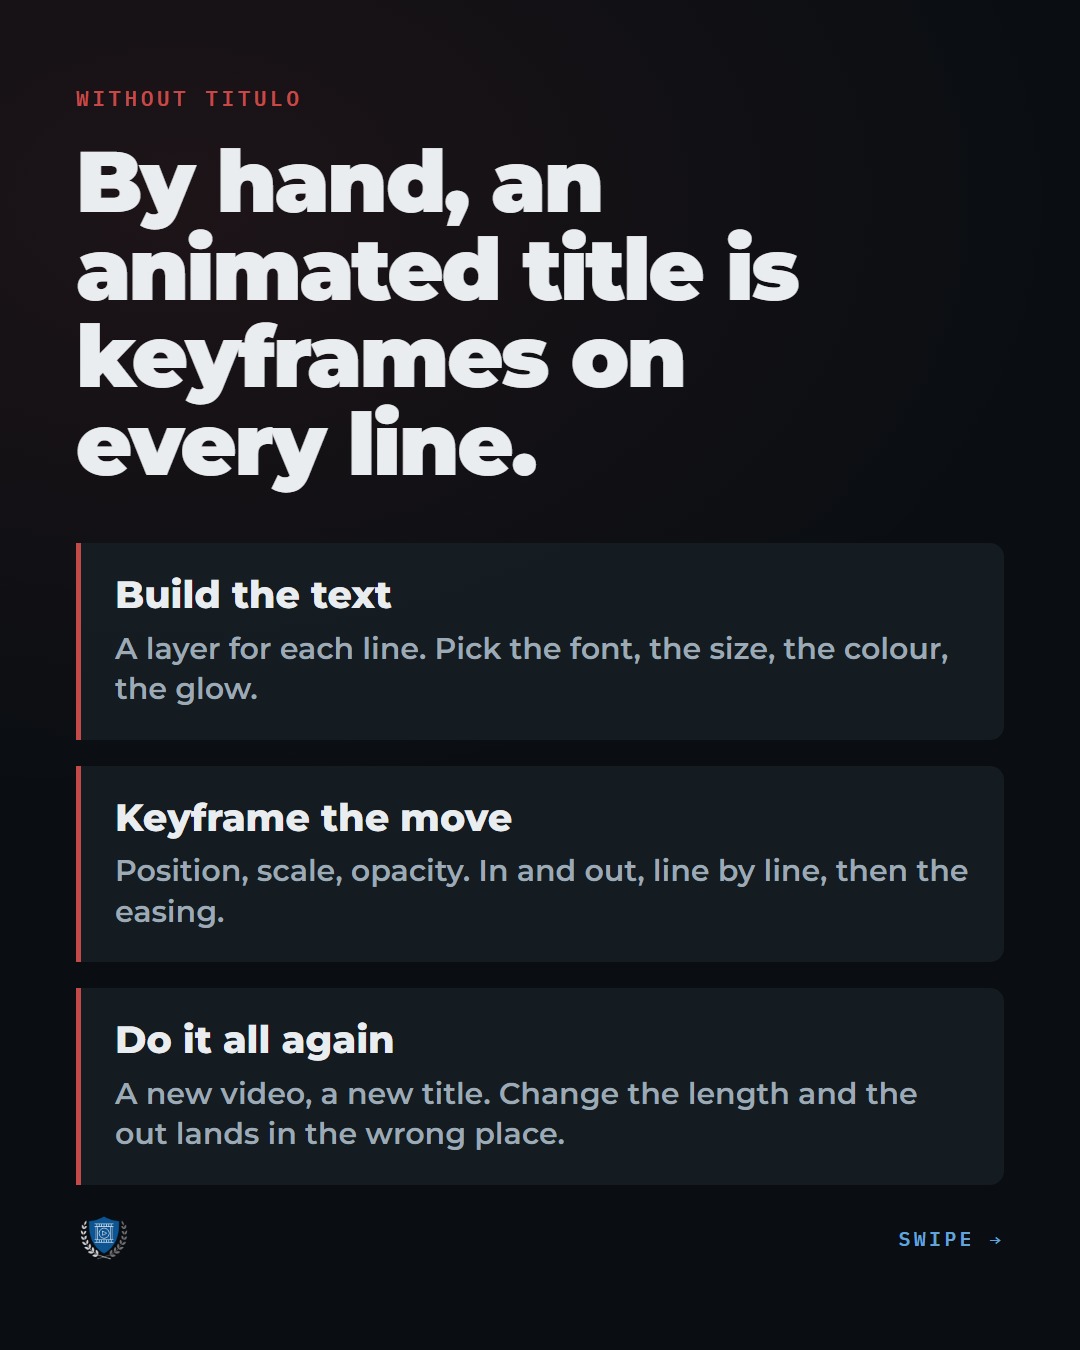 WITHOUT TITULO
By hand, an
animated title is
keyframes on
every line.
Build the text
A layer for each line. Pick the font, the size, the colour,
the glow.
Keyframe the move
Position, scale, opacity. In and out, line by line, then the
easing.
Do it all again
A new video, a new title. Change the length and the
out lands in the wrong place.
SWIPE →